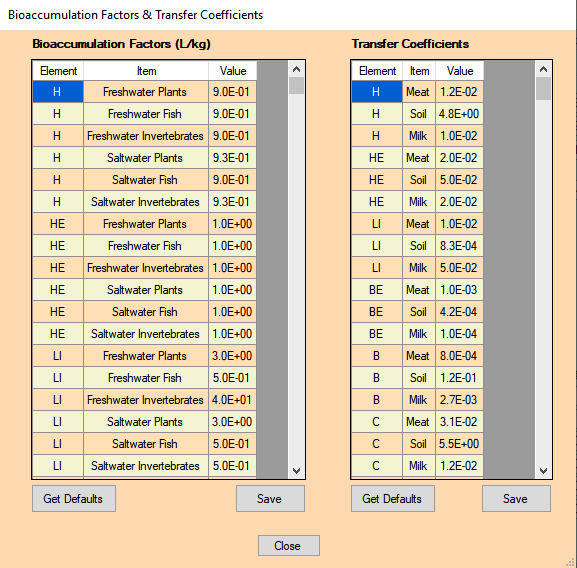 Bioaccumulation Factors & Transfer Coefficients
Bioaccumulation Factors (L/kg)
Element Item Value
H Freshwater Plants 9.0E-01
H Freshwater Fish 9.0E-01
H Freshwater Invertebrates 9.0E-01
H Saltwater Plants 9.3E-01
H Saltwater Fish 9.0E-01
H Saltwater Invertebrates 9.3E-01
HE Freshwater Plants 1.0E+00
HE Freshwater Fish 1.0E+00
HE Freshwater Invertebrates 1.0E+00
HE Saltwater Plants 1.0E+00
HE Saltwater Fish 1.0E+00
HE Saltwater Invertebrates 1.0E+00
LI Freshwater Plants 3.0E+00
LI Freshwater Fish 5.0E-01
LI Freshwater Invertebrates 4.0E+01
LI Saltwater Plants 3.0E+00
LI Saltwater Fish 5.0E-01
LI Saltwater Invertebrates 5.0E-01
Get Defaults
Save
Transfer Coefficients
Element Item Value
H Meat 1.2E-02
H Soil 4.8E+00
H Milk 1.0E-02
HE Meat 2.0E-02
HE Soil 5.0E-02
HE Milk 2.0E-02
LI Meat 1.0E-02
LI Soil 8.3E-04
LI Milk 5.0E-02
BE Meat 1.0E-03
BE Soil 4.2E-04
BE Milk 1.0E-04
B Meat 8.0E-04
B Soil 1.2E-01
B Milk 2.7E-03
C Meat 3.1E-02
C Soil 5.5E+00
C Milk 1.2E-02
Get Defaults
Save
Close